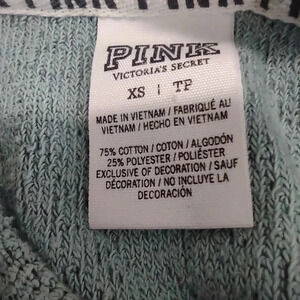 PINK
VICTORIA'S SECRET
XS | TP
MADE IN VIETNAM / FABRIQUÉ AU
VIETNAM / HECHO EN VIETNAM
75% COTTON / COTON / ALGODÓN
25% POLYESTER / POLIÉSTER
EXCLUSIVE OF DECORATION / SAUF
DÉCORATION / NO INCLUYE LA
DECORACIÓN